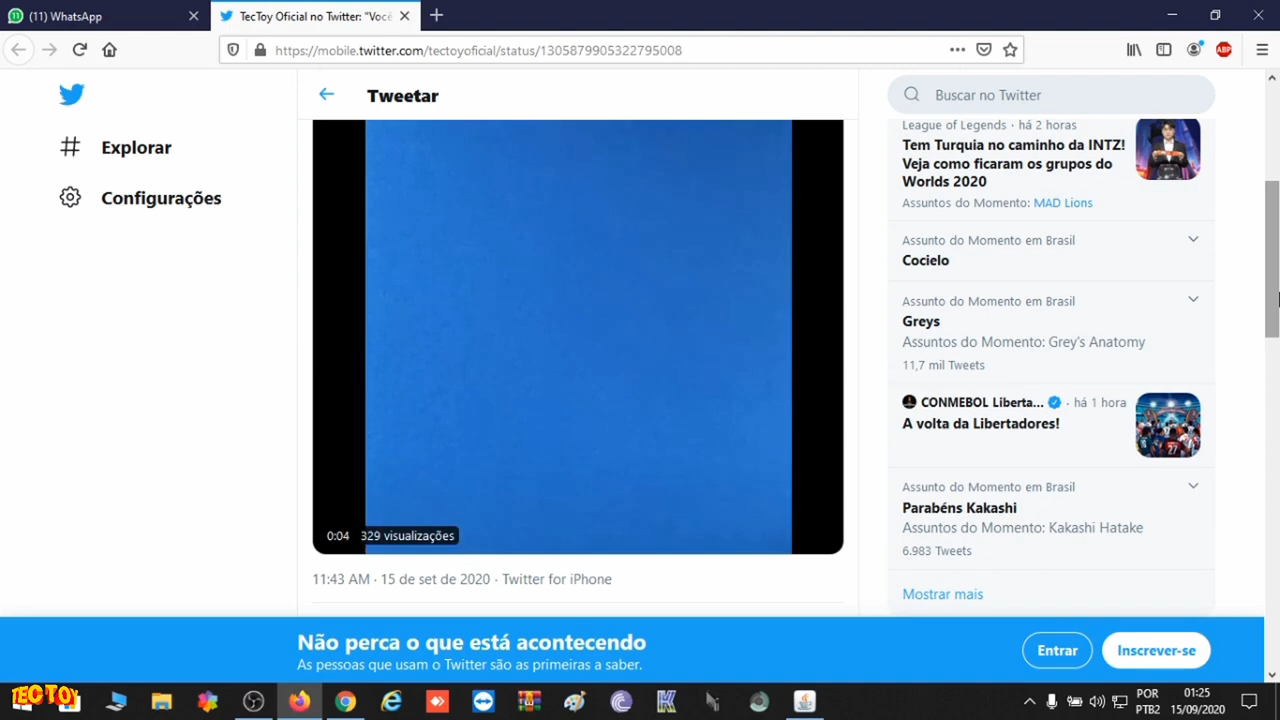 (11) WhatsApp
TecToy Oficial no Twitter: "Você
https://mobile.twitter.com/tectoyoficial/status/1305879905322795008
ABP
Explorar
Configurações
Tweetar
0:04 329 visualizações
11:43 AM · 15 de set de 2020 · Twitter for iPhone
Buscar no Twitter
League of Legends · há 2 horas
Tem Turquia no caminho da INTZ!
Veja como ficaram os grupos do
Worlds 2020
Assuntos do Momento: MAD Lions
Assunto do Momento em Brasil
Cocielo
Assunto do Momento em Brasil
Greys
Assuntos do Momento: Grey's Anatomy
11,7 mil Tweets
CONMEBOL Liberta... · há 1 hora
A volta da Libertadores!
Assunto do Momento em Brasil
Parabéns Kakashi
Assuntos do Momento: Kakashi Hatake
6.983 Tweets
Mostrar mais
Não perca o que está acontecendo
As pessoas que usam o Twitter são as primeiras a saber.
Entrar
Inscrever-se
TEC TOY
POR
PTB2
01:25
15/09/2020